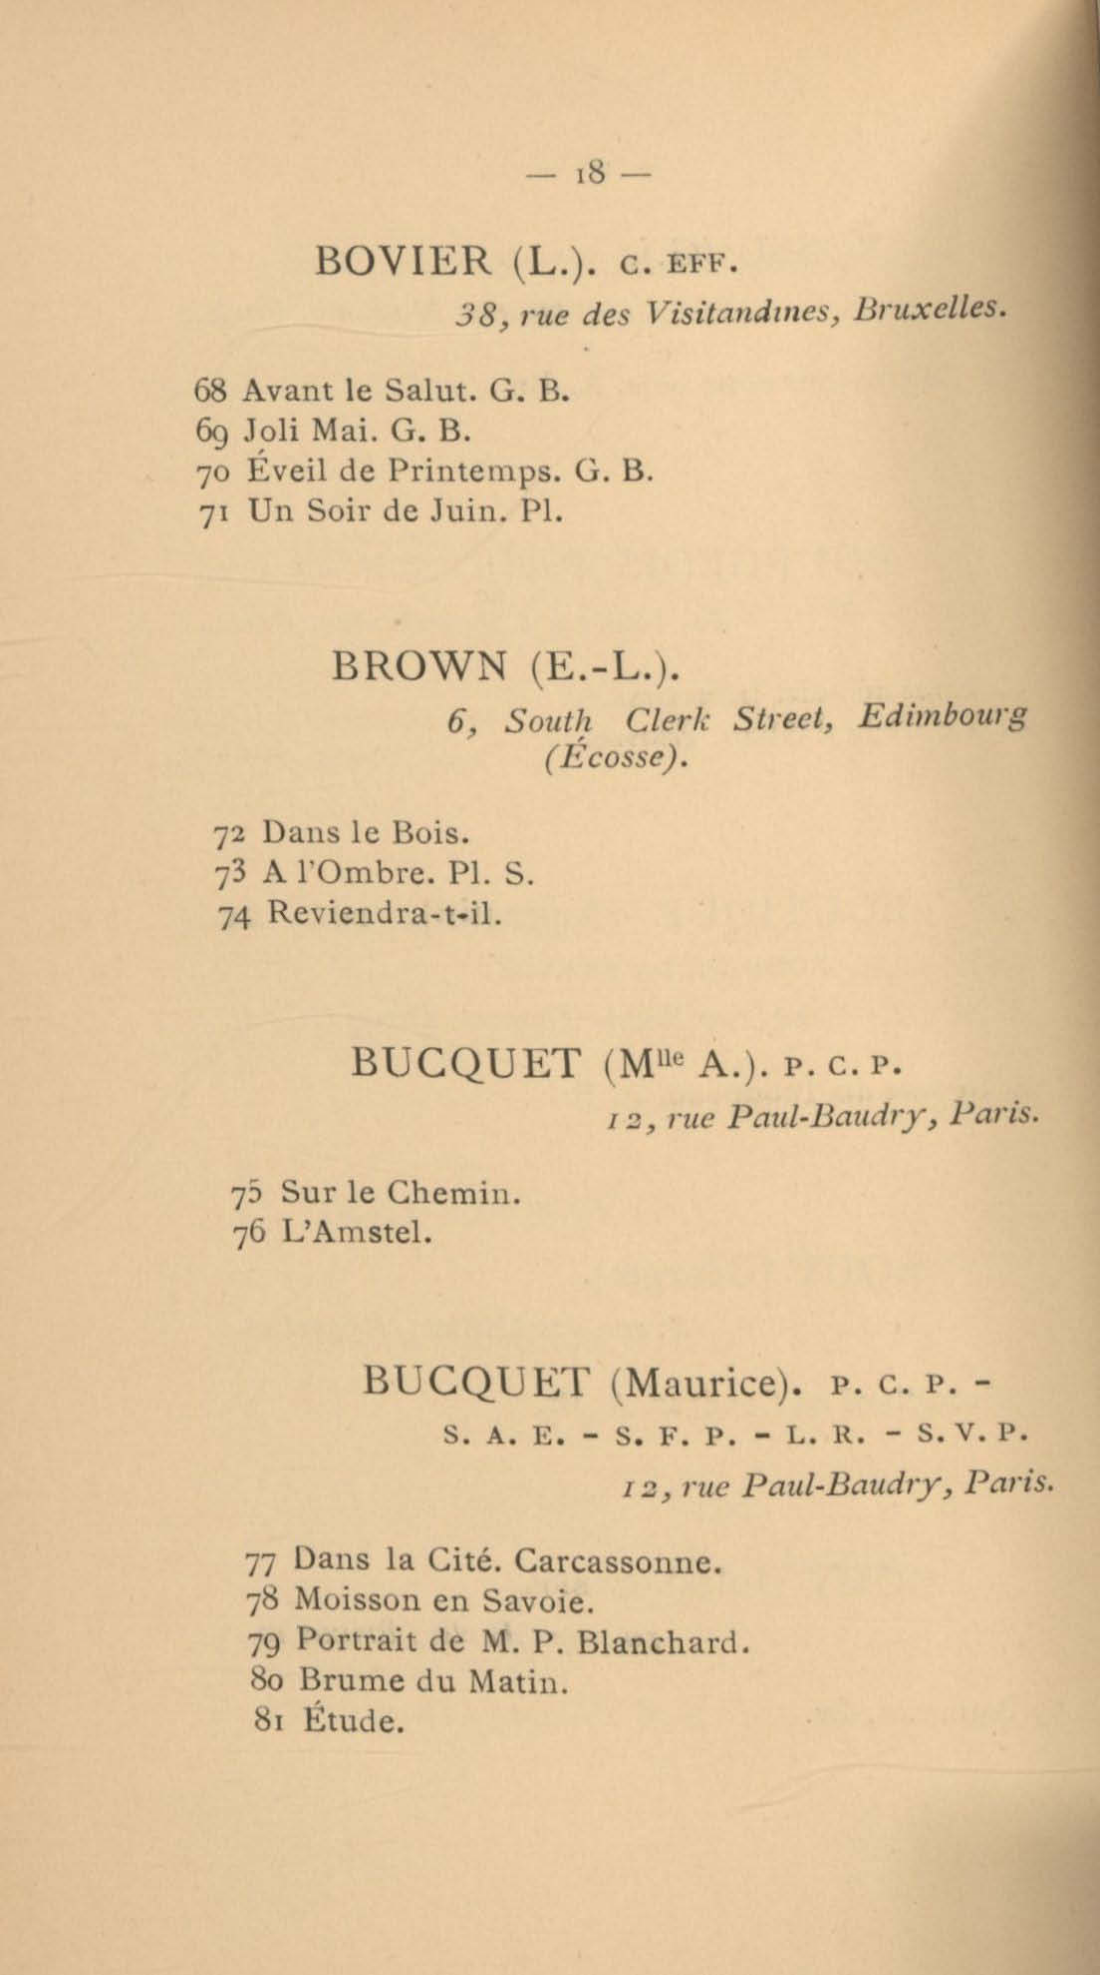 — 18 —
BOVIER (L.). C. EFF.
38, rue des Visitandines, Bruxelles.
68 Avant le Salut. G. B.
69 Joli Mai. G. B.
70 Éveil de Printemps. G. B.
71 Un Soir de Juin. Pl.
BROWN (E.-L.).
6, South Clerk Street, Edimbourg
(Écosse).
72 Dans le Bois.
73 A l'Ombre. Pl. S.
74 Reviendra-t-il.
BUCQUET (Mlle A.). P. C. P.
12, rue Paul-Baudry, Paris.
75 Sur le Chemin.
76 L'Amstel.
BUCQUET (Maurice). P. C. P. -
S. A. E. - S. F. P. - L. R. - S. V. P.
12, rue Paul-Baudry, Paris.
77 Dans la Cité. Carcassonne.
78 Moisson en Savoie.
79 Portrait de M. P. Blanchard.
80 Brume du Matin.
81 Étude.